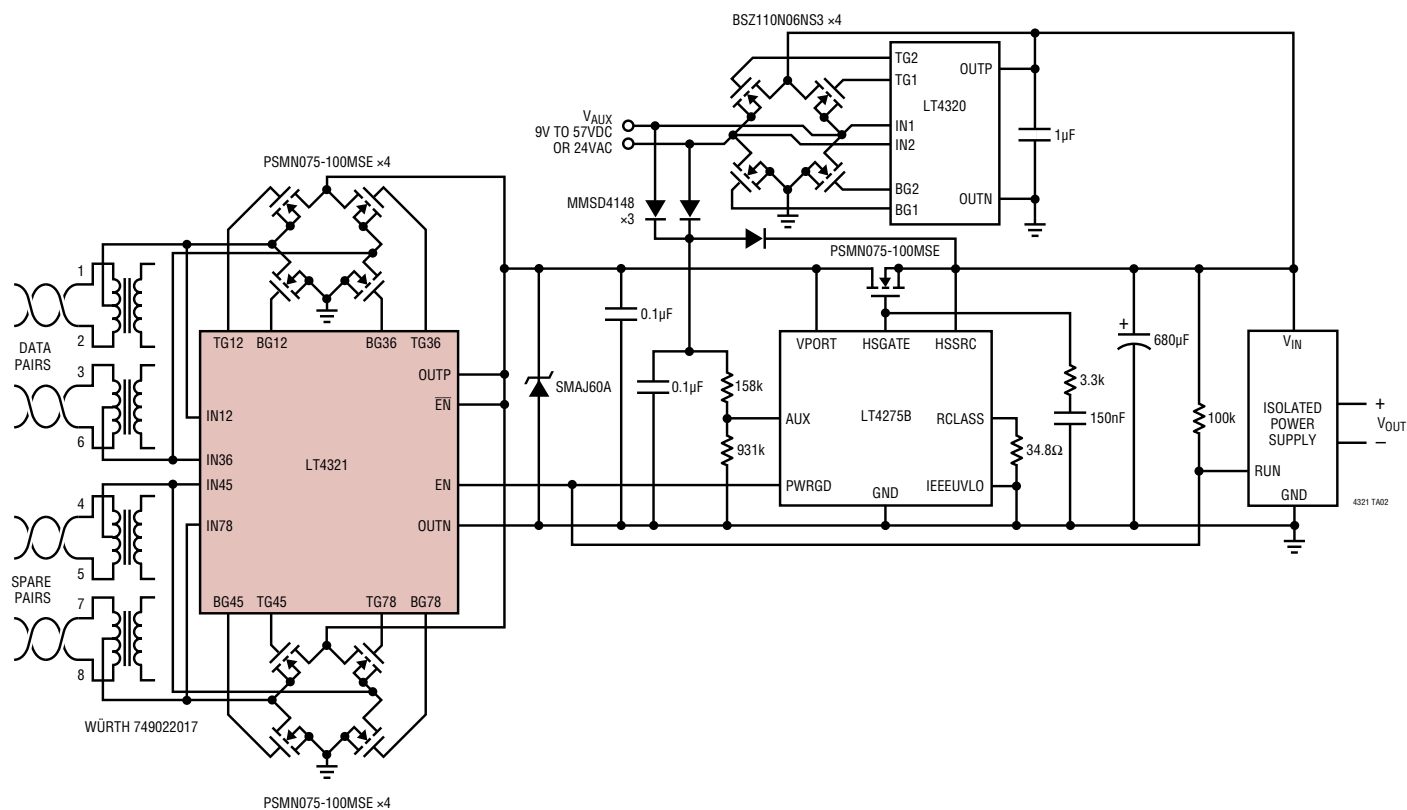 BSZ110N06NS3 ×4
TG2
TG1
OUTP
LT4320
VAUX
9V TO 57VDC
OR 24VAC
IN1
IN2
1µF
BG2
BG1
OUTN
MMSD4148
×3
PSMN075-100MSE ×4
PSMN075-100MSE
1
2
DATA
PAIRS
3
6
TG12
BG12
BG36
TG36
OUTP
EN
IN12
IN36
LT4321
IN45
IN78
EN
OUTN
4
5
SPARE
PAIRS
7
8
BG45
TG45
TG78
BG78
WÜRTH 749022017
PSMN075-100MSE ×4
SMAJ60A
0.1µF
0.1µF
158k
931k
VPORT
HSGATE
HSSRC
AUX
LT4275B
RCLASS
PWRGD
GND
IEEEUVLO
34.8Ω
3.3k
150nF
+
680µF
100k
VIN
ISOLATED
POWER
SUPPLY
+
VOUT
–
RUN
GND
4321 TA02